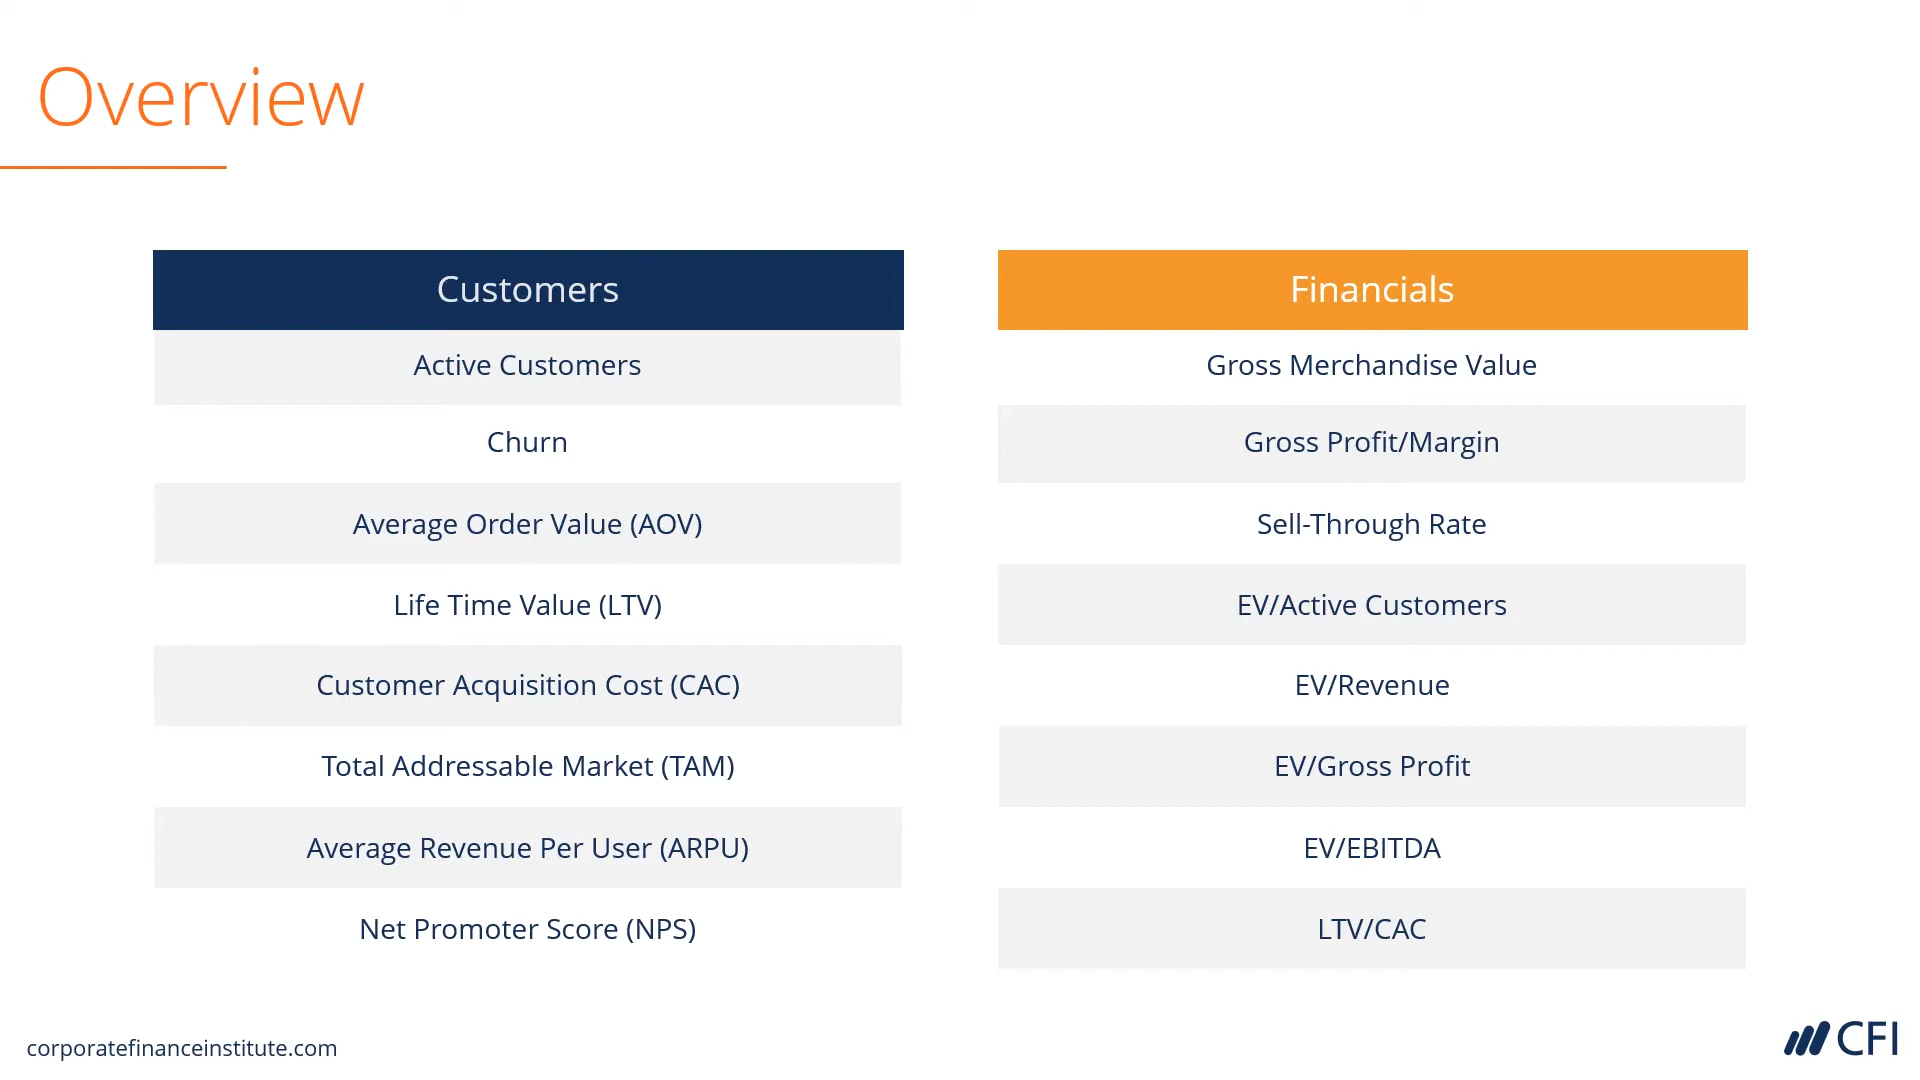 Overview
Customers
Active Customers
Churn
Average Order Value (AOV)
Life Time Value (LTV)
Customer Acquisition Cost (CAC)
Total Addressable Market (TAM)
Average Revenue Per User (ARPU)
Net Promoter Score (NPS)
Financials
Gross Merchandise Value
Gross Profit/Margin
Sell-Through Rate
EV/Active Customers
EV/Revenue
EV/Gross Profit
EV/EBITDA
LTV/CAC
corporatefinanceinstitute.com
CFI